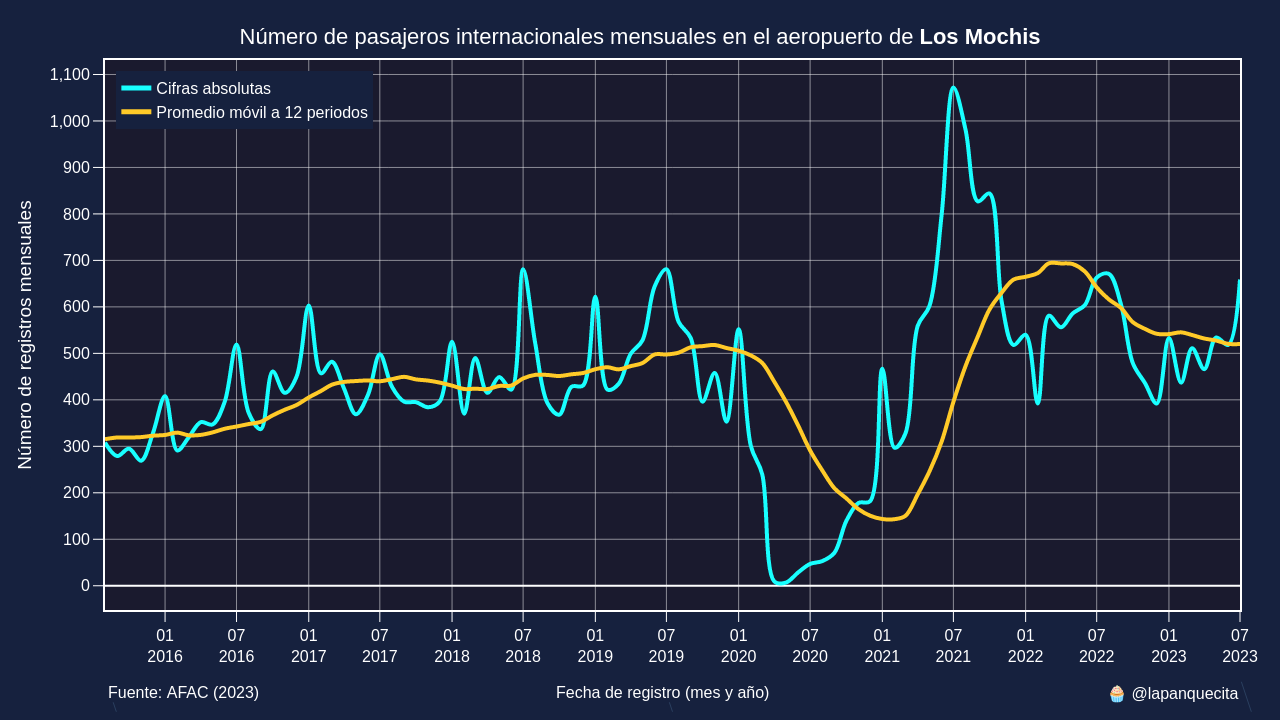 Número de pasajeros internacionales mensuales en el aeropuerto de Los Mochis
Cifras absolutas
Promedio móvil a 12 periodos
Número de registros mensuales
1,100
1,000
900
800
700
600
500
400
300
200
100
0
01 07 01 07 01 07 01 07 01 07 01 07 01 07 01 07
2016 2016 2017 2017 2018 2018 2019 2019 2020 2020 2021 2021 2022 2022 2023 2023
Fuente: AFAC (2023)
Fecha de registro (mes y año)
🧁 @lapanquecita